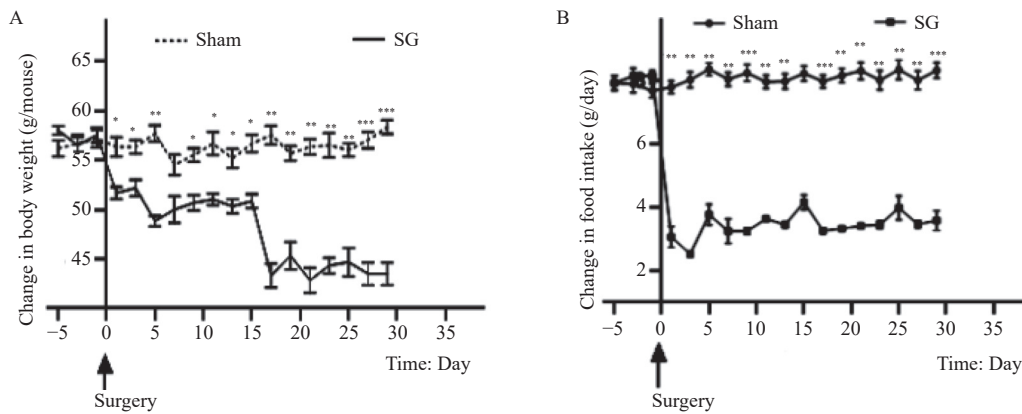 A
Sham
SG
Change in body weight (g/mouse)
65
60
55
50
45
* * ** * * * * ** ** ** ** ** *** ***
−5 0 5 10 15 20 25 30 35
Time: Day
Surgery
B
Sham
SG
Change in food intake (g/day)
** ** ** ** *** ** ** *** ** ** ** ** ** ***
6
4
2
−5 0 5 10 15 20 25 30 35
Time: Day
Surgery